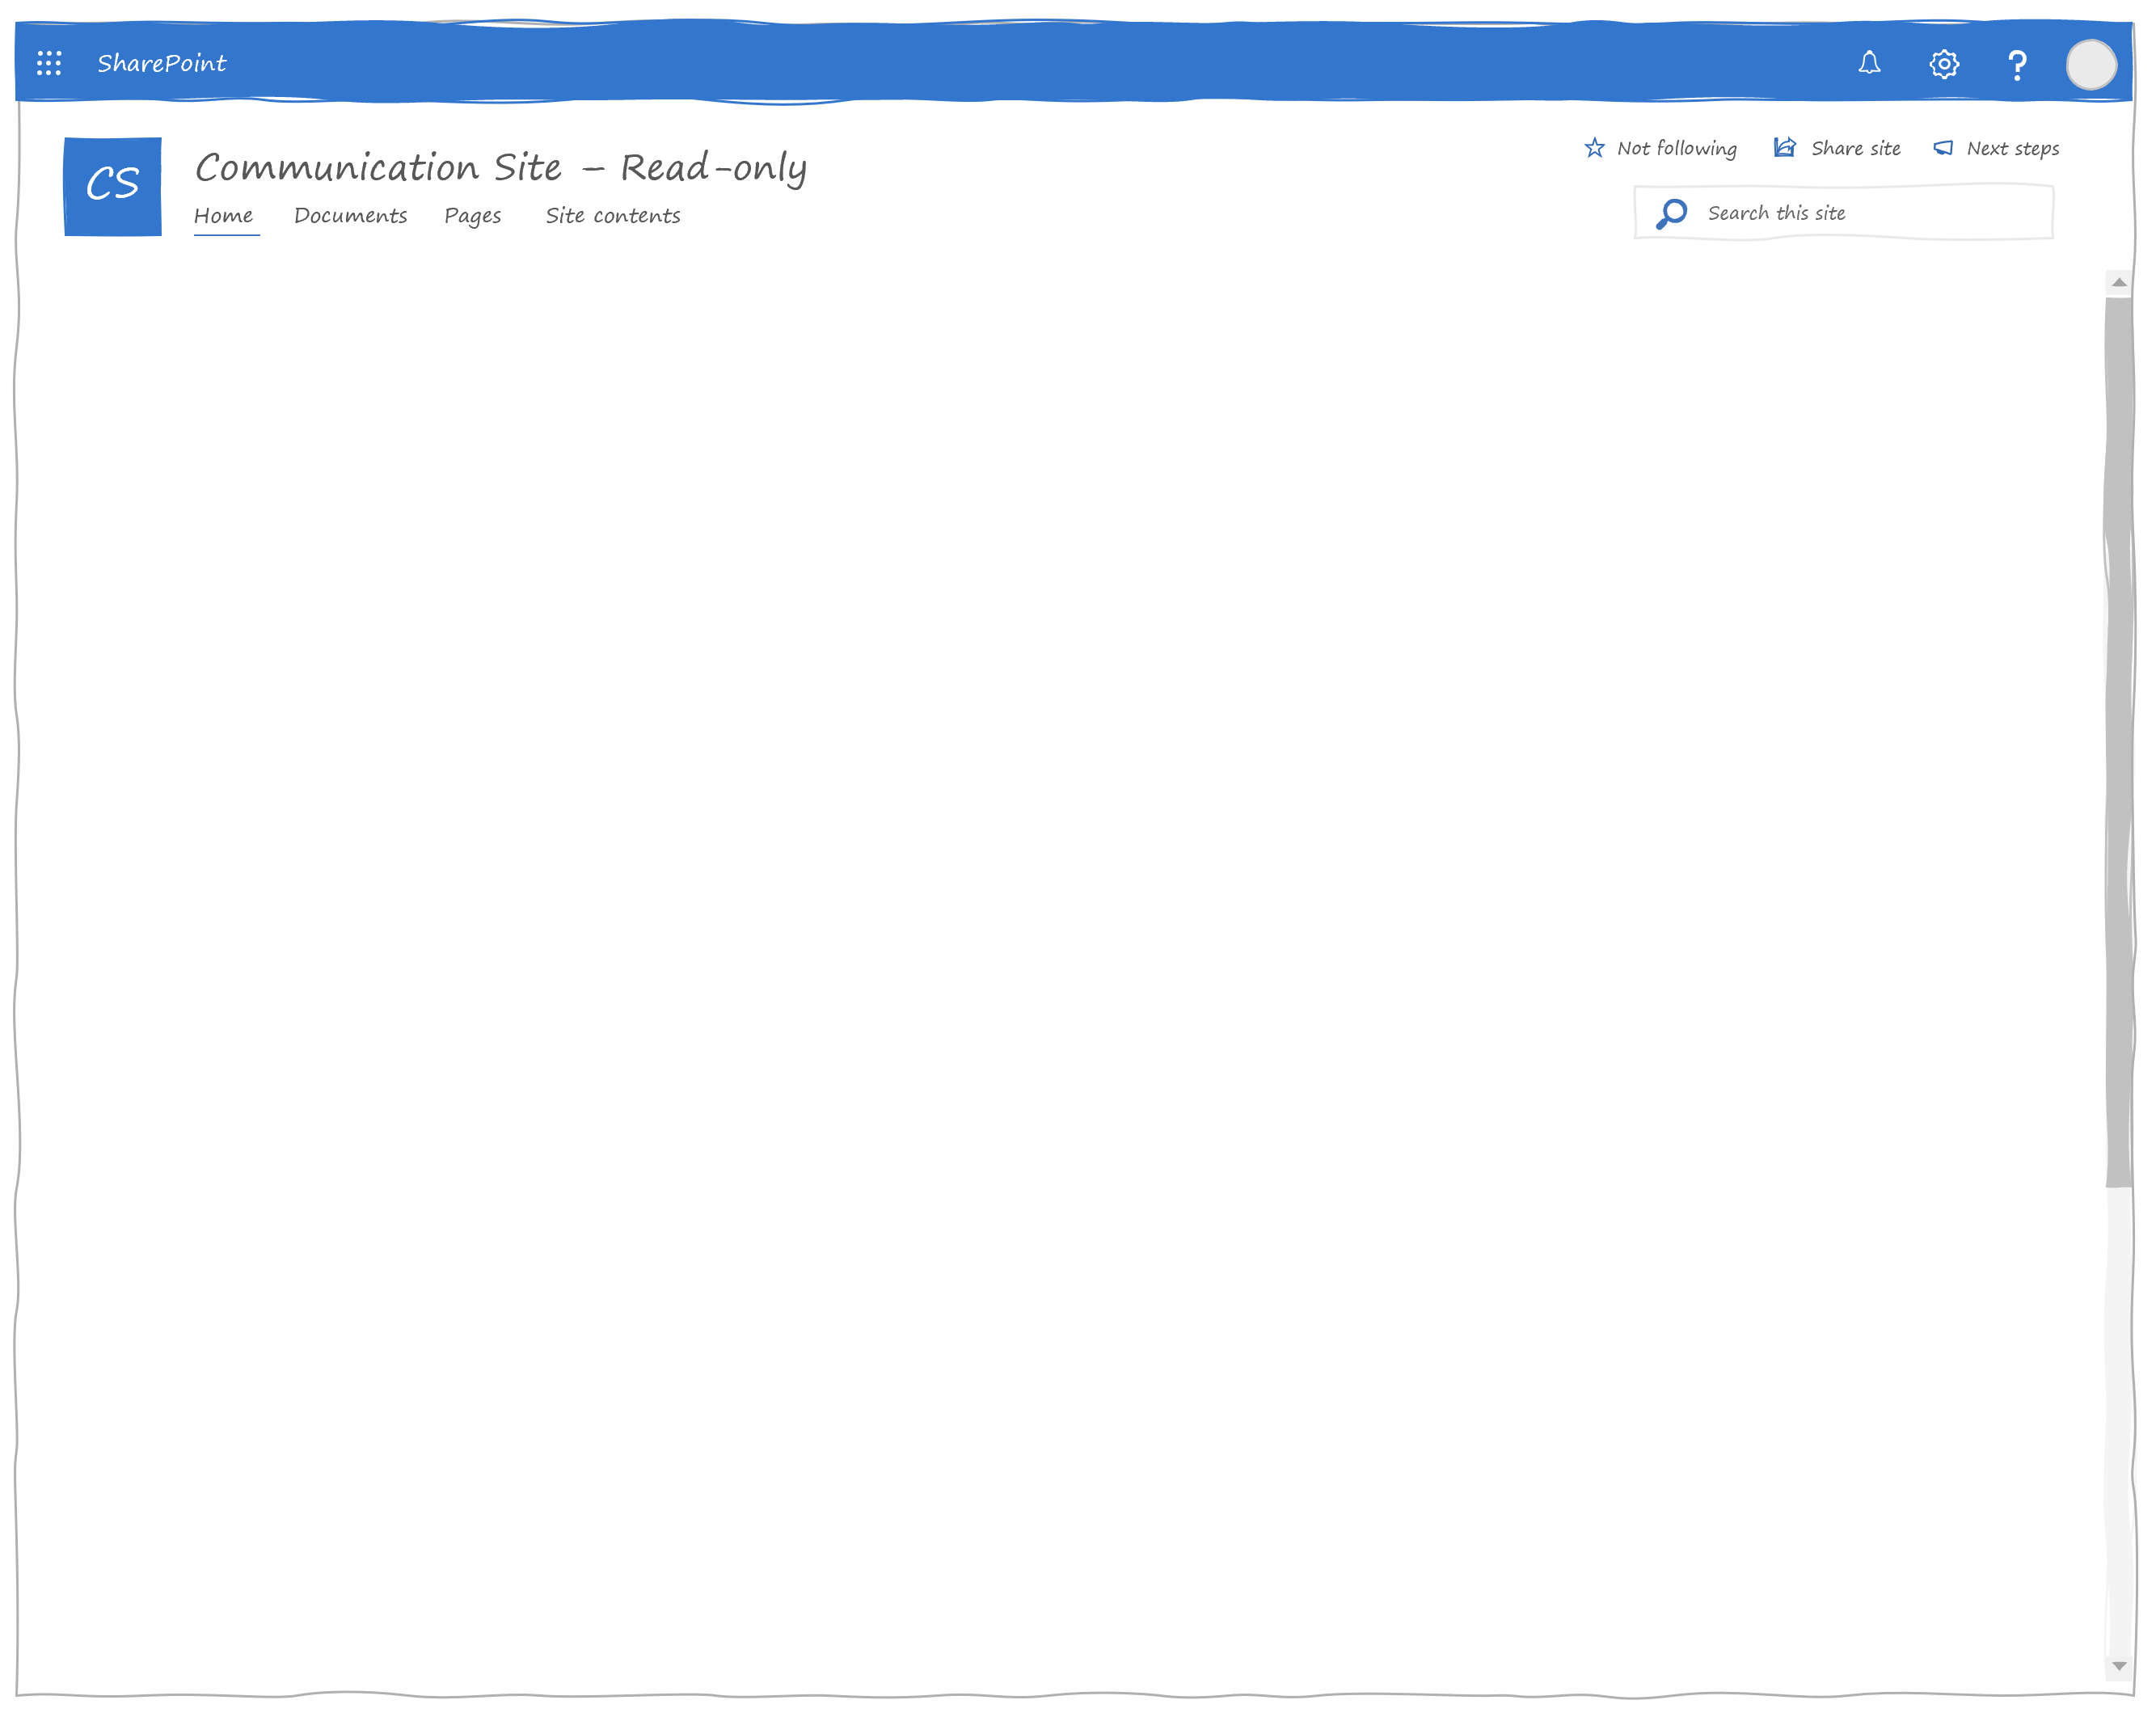 SharePoint
CS
Communication Site – Read-only
Home Documents Pages Site contents
Not following Share site Next steps
Search this site